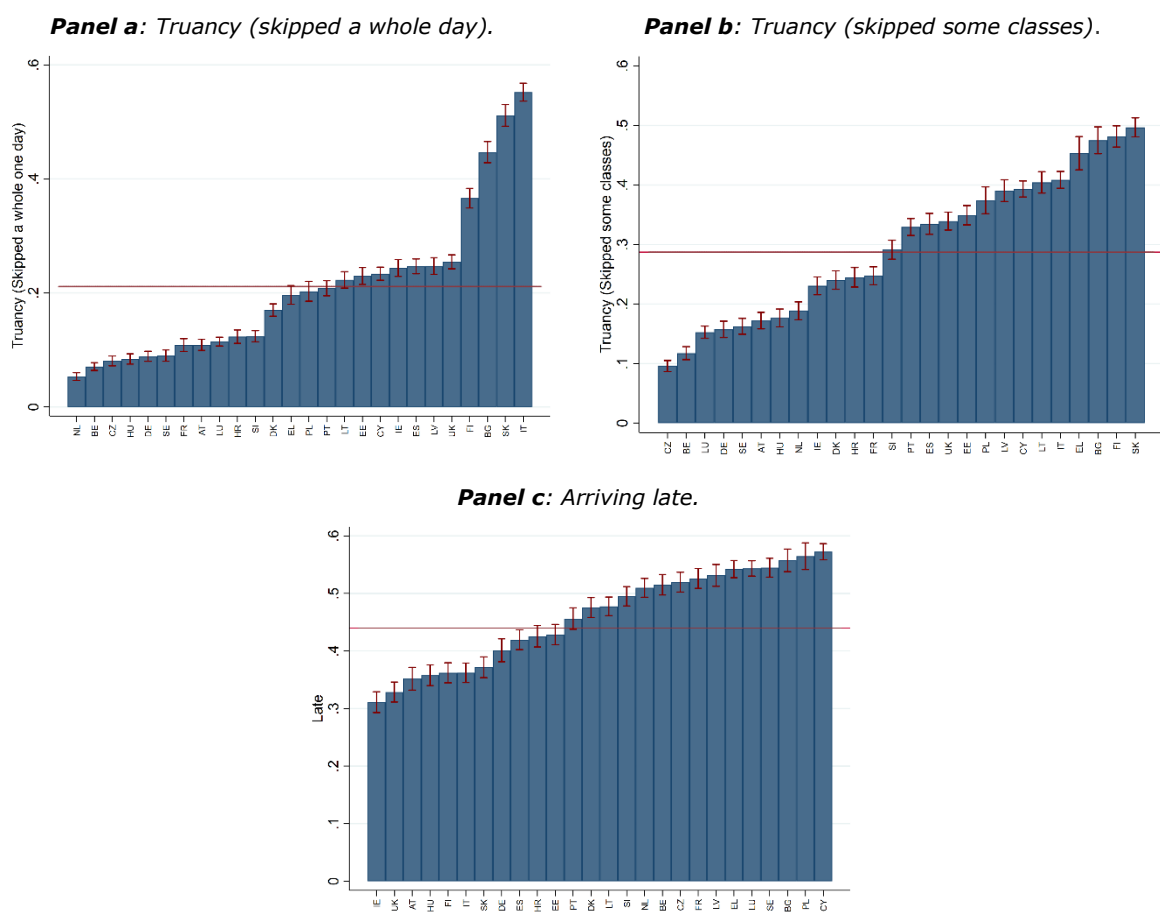 Panel a: Truancy (skipped a whole day).
Truancy (Skipped a whole one day)
.6
.4
.2
0
NL BE CZ HU DE SE FR AT LU HR SI DK EL PL PT LT EE CY IE ES LV UK FI BG SK IT
Panel b: Truancy (skipped some classes).
Truancy (Skipped some classes)
.6
.5
.4
.3
.2
.1
0
CZ BE LU DE SE AT HU NL IE DK HR FR SI PT ES UK EE PL LV CY LT IT EL BG FI SK
Panel c: Arriving late.
Late
.6
.5
.4
.3
.2
.1
0
IE UK AT HU FI IT SK DE ES HR EE PT DK LT SI NL BE CZ FR LV EL LU SE BG PL CY